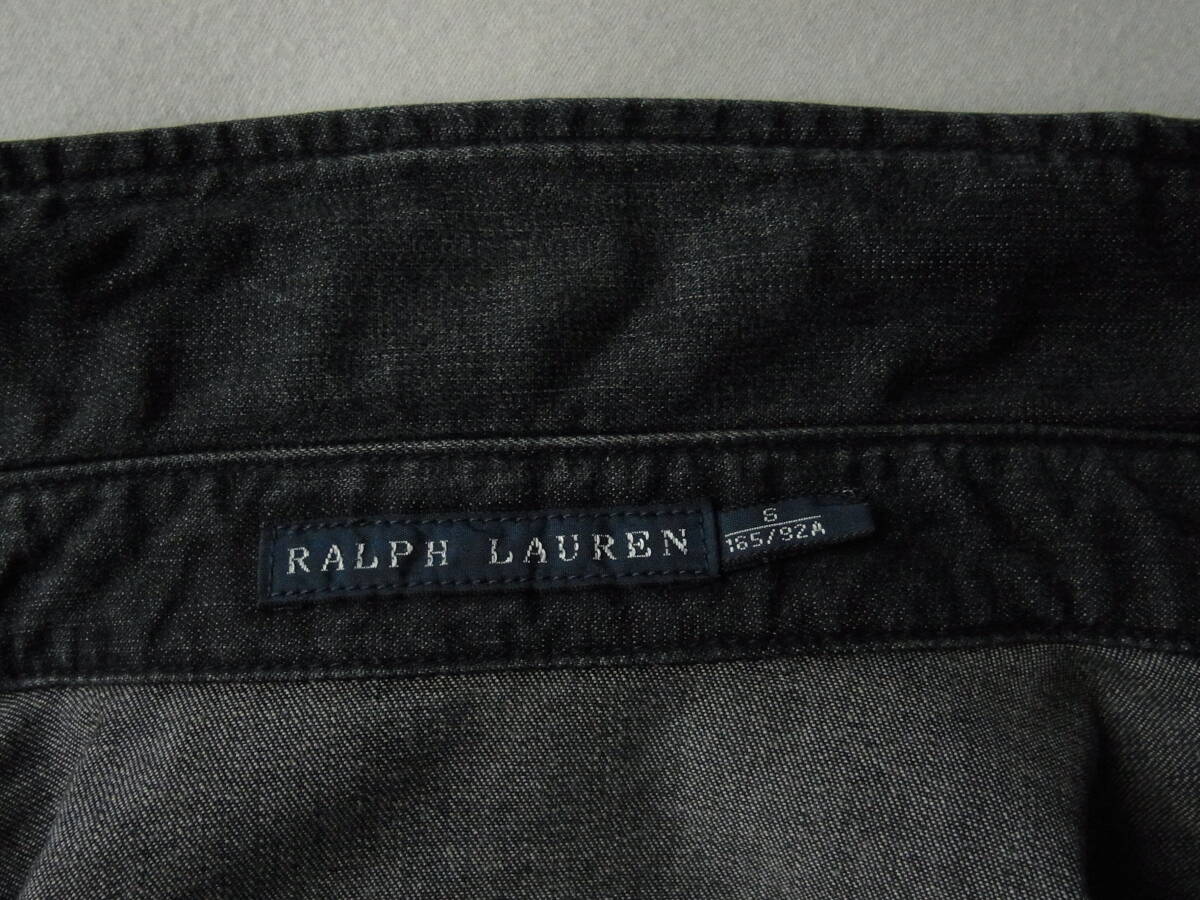 RALPH LAUREN
S
165/92A